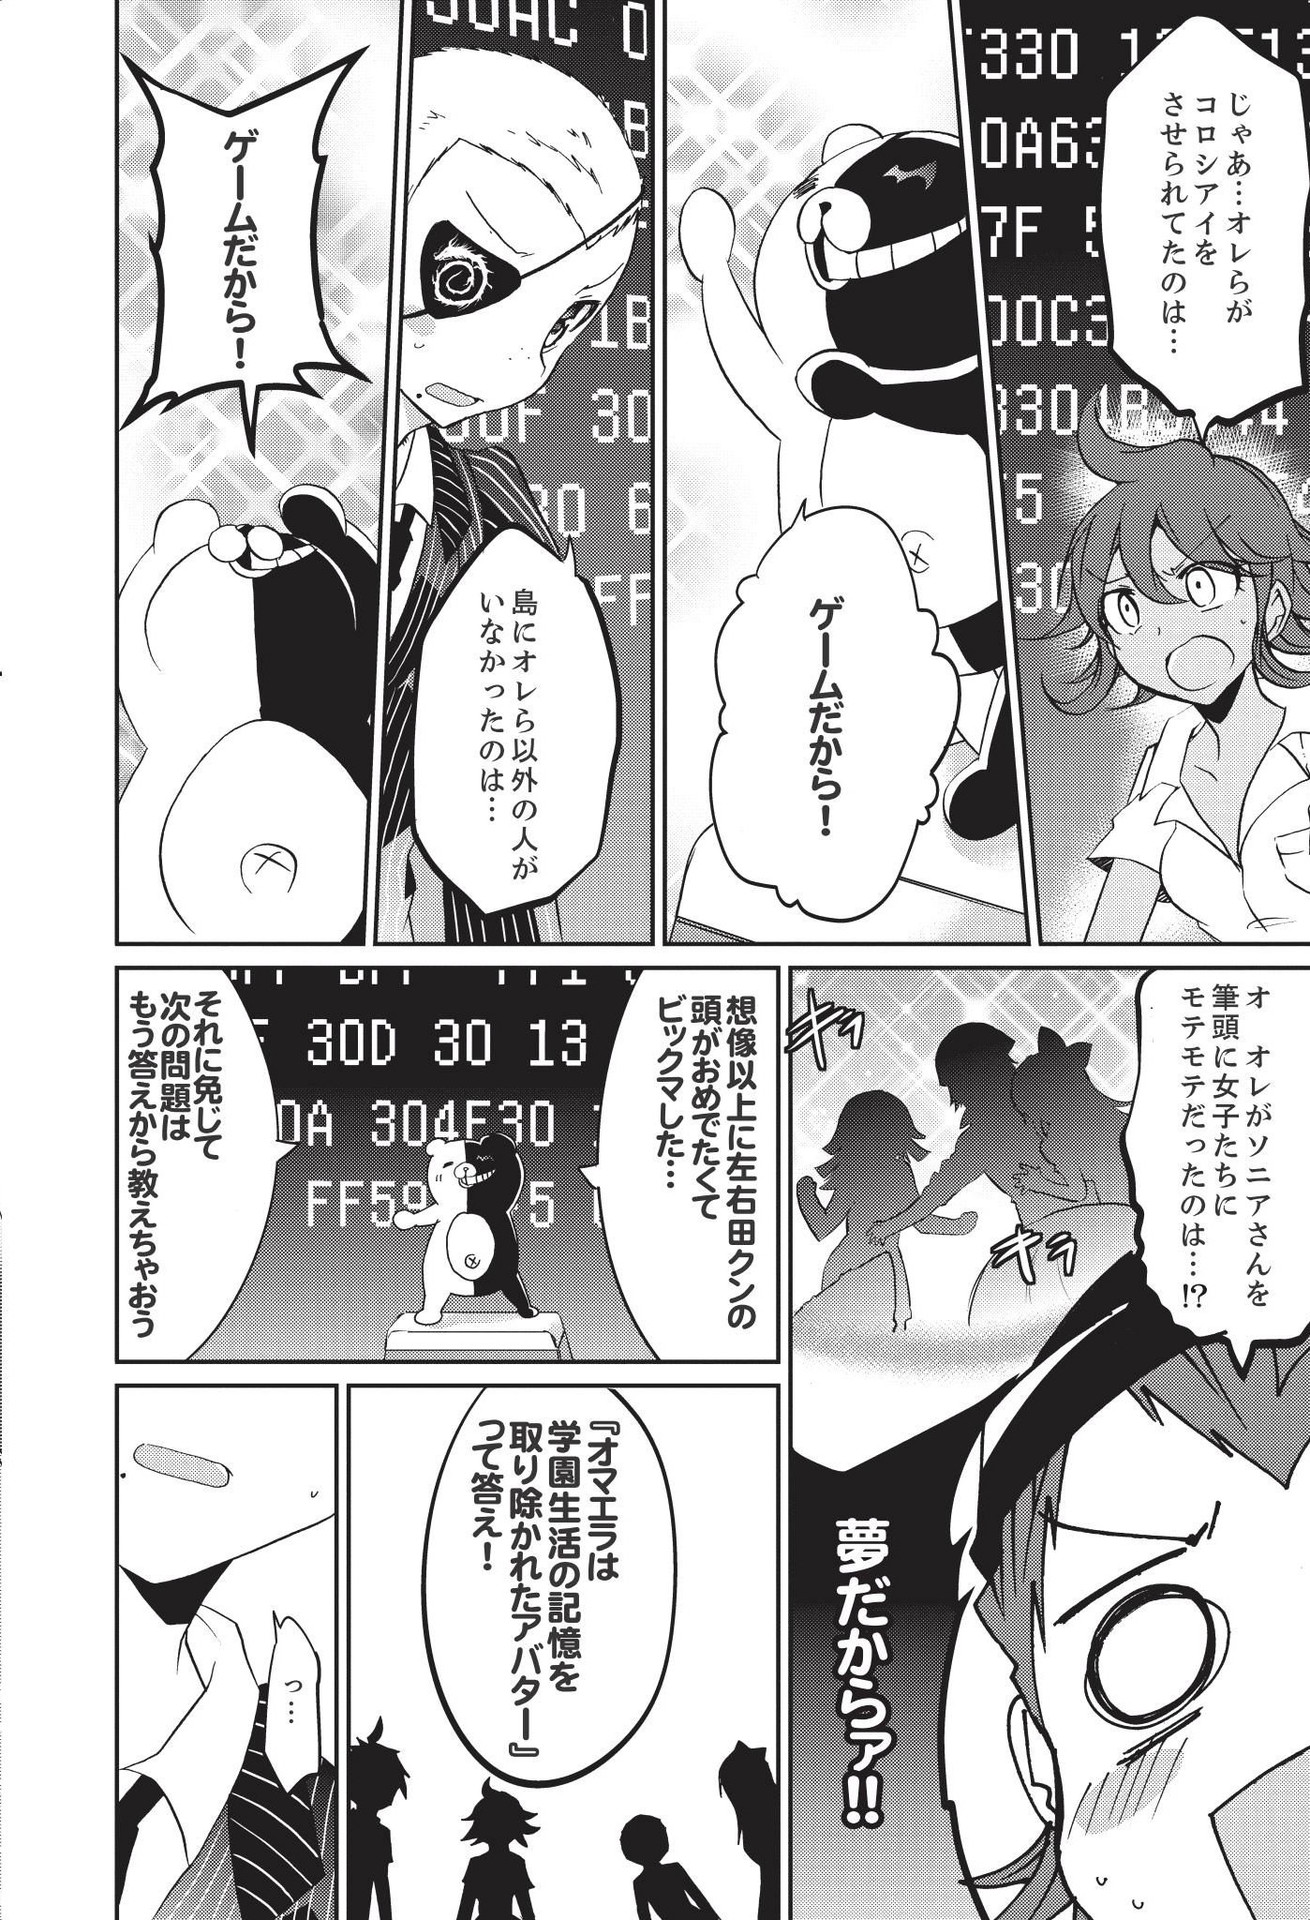 じゃあ…オレらが
コロシアイを
させられてたのは…
ゲームだから！
島にオレら以外の人が
いなかったのは…
ゲームだから！
オ　オレがソニアさんを
筆頭に女子たちに
モテモテだったのは…!?
キャッ
キャッ
夢だからァ!!
想像以上に左右田クンの
頭がおめでたくて
ビックマした…
それに免じて
次の問題は
もう答えから教えちゃおう
『オマエラは
学園生活の記憶を
取り除かれたアバター』
って答え！
っ…